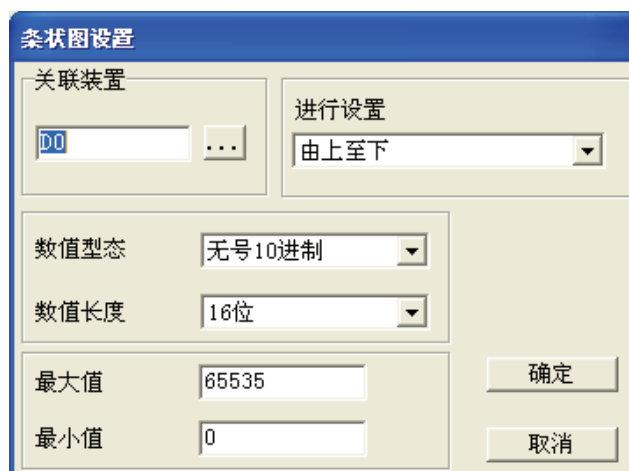 条状图设置
关联装置
D0
...
进行设置
由上至下
数值型态
无号10进制
数值长度
16位
最大值
65535
最小值
0
确定
取消